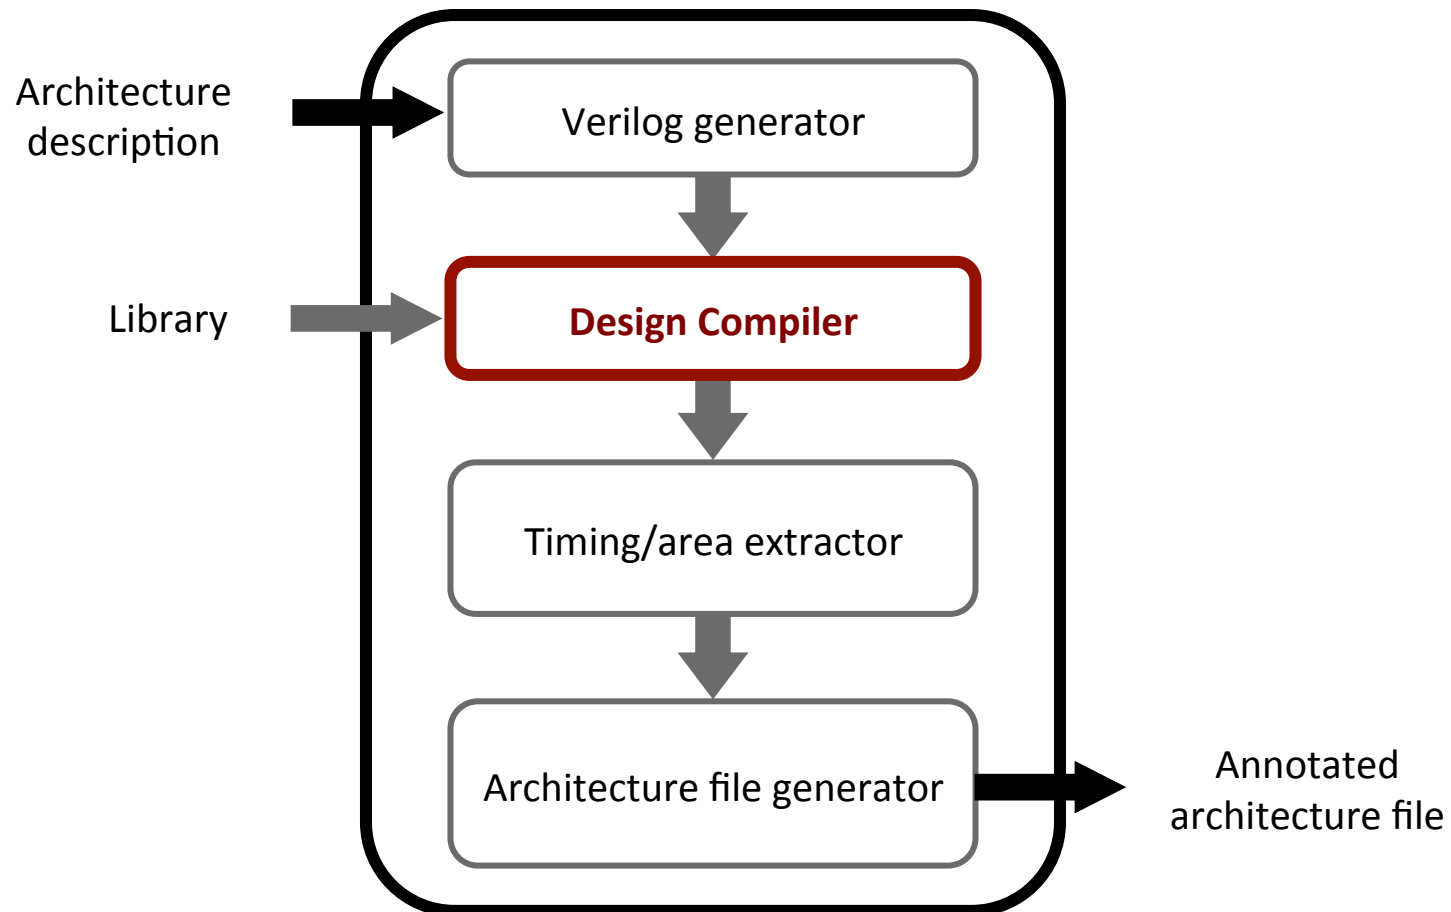 Architecture
description
Verilog generator
Library
Design Compiler
Timing/area extractor
Architecture file generator
Annotated
architecture file